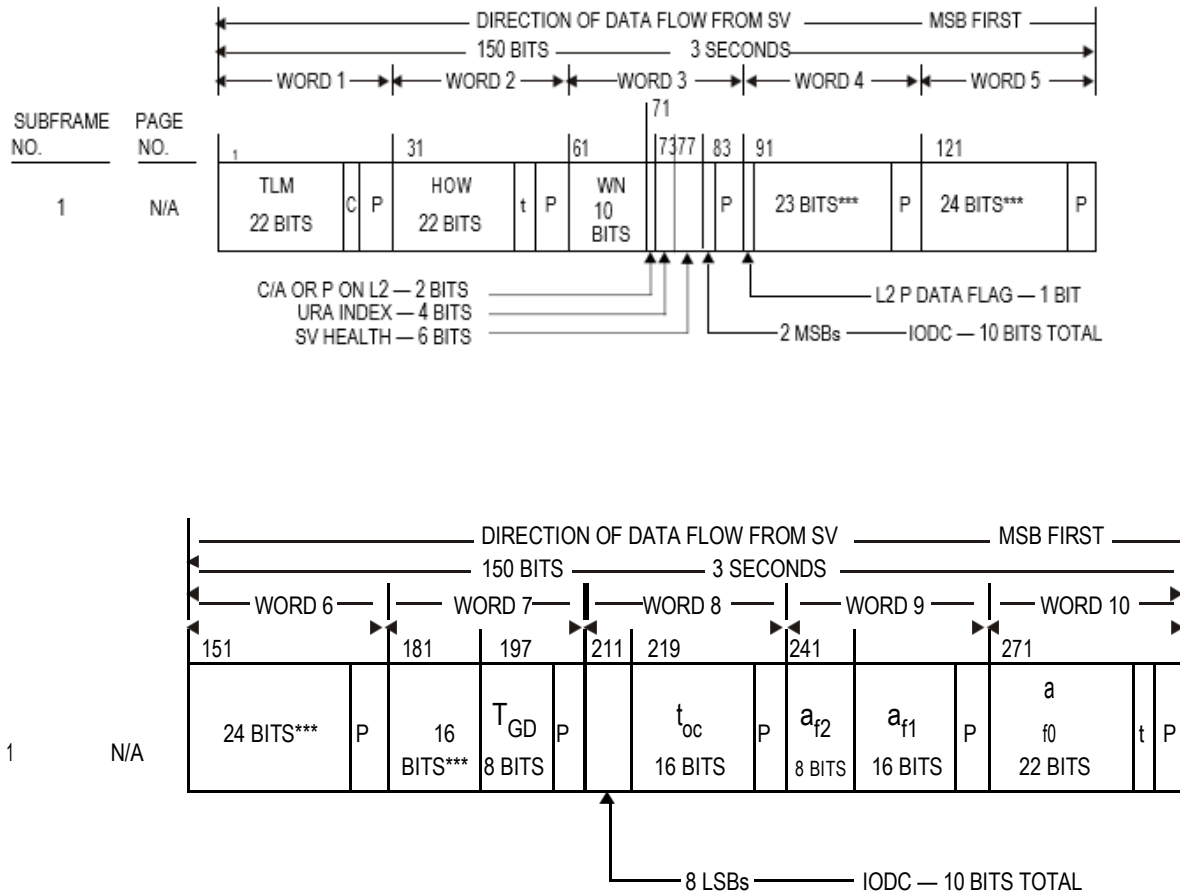 DIRECTION OF DATA FLOW FROM SV MSB FIRST
150 BITS 3 SECONDS
WORD 1 WORD 2 WORD 3 WORD 4 WORD 5
SUBFRAME NO. PAGE NO.
71
1 31 61 73 77 83 91 121
1 N/A
TLM 22 BITS C P
HOW 22 BITS t P
WN 10 BITS P
23 BITS*** P
24 BITS*** P
C/A OR P ON L2 — 2 BITS
URA INDEX — 4 BITS
SV HEALTH — 6 BITS
L2 P DATA FLAG — 1 BIT
2 MSBs IODC — 10 BITS TOTAL
DIRECTION OF DATA FLOW FROM SV MSB FIRST
150 BITS 3 SECONDS
WORD 6 WORD 7 WORD 8 WORD 9 WORD 10
151 181 197 211 219 241 271
1 N/A
24 BITS*** P
16 BITS***
TGD 8 BITS P
toc 16 BITS P
af2 8 BITS
af1 16 BITS P
a f0 22 BITS t P
8 LSBs IODC — 10 BITS TOTAL